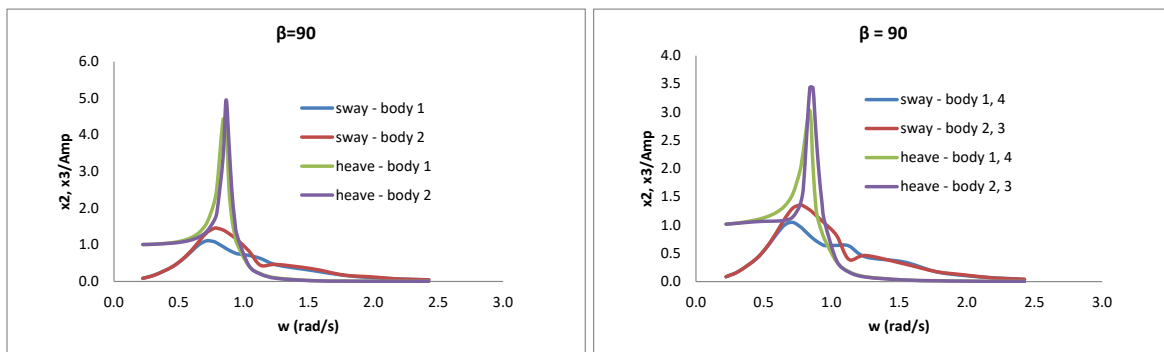 β=90
6.0
5.0
4.0
3.0
2.0
1.0
0.0
x2, x3/Amp
sway - body 1
sway - body 2
heave - body 1
heave - body 2
0.0 0.5 1.0 1.5 2.0 2.5 3.0
w (rad/s)
β = 90
4.0
3.5
3.0
2.5
2.0
1.5
1.0
0.5
0.0
x2, x3/Amp
sway - body 1, 4
sway - body 2, 3
heave - body 1, 4
heave - body 2, 3
0.0 0.5 1.0 1.5 2.0 2.5 3.0
w (rad/s)